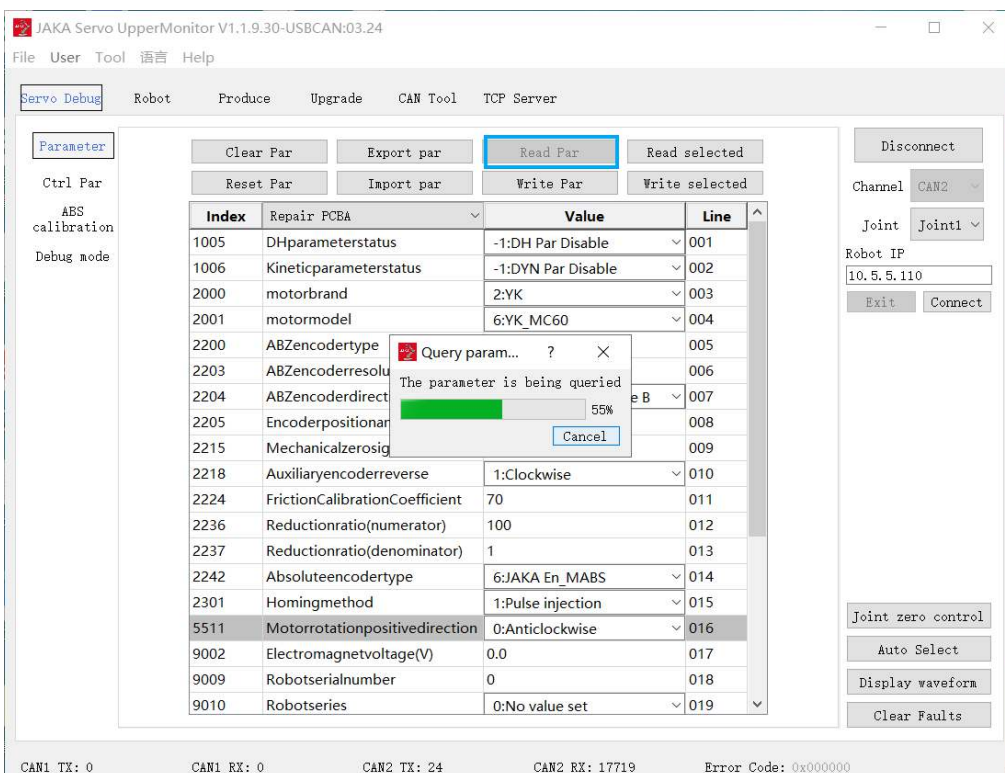 JAKA Servo UpperMonitor V1.1.9.30-USBCAN:03.24
File User Tool 语言 Help
Servo Debug Robot Produce Upgrade CAN Tool TCP Server
Parameter
Ctrl Par
ABS
calibration
Debug mode
Clear Par Export par Read Par Read selected
Reset Par Import par Write Par Write selected
Index Repair PCBA Value Line
1005 DHparameterstatus -1:DH Par Disable 001
1006 Kineticparameterstatus -1:DYN Par Disable 002
2000 motorbrand 2:YK 003
2001 motormodel 6:YK_MC60 004
2200 ABZencodertype 005
2203 ABZencoderresolu 006
2204 ABZencoderdirect e B 007
2205 Encoderpositionar 008
2215 Mechanicalzerosig 009
2218 Auxiliaryencoderreverse 1:Clockwise 010
2224 FrictionCalibrationCoefficient 70 011
2236 Reductionratio(numerator) 100 012
2237 Reductionratio(denominator) 1 013
2242 Absoluteencodertype 6:JAKA En_MABS 014
2301 Homingmethod 1:Pulse injection 015
5511 Motorrotationpositivedirection 0:Anticlockwise 016
9002 Electromagnetvoltage(V) 0.0 017
9009 Robotserialnumber 0 018
9010 Robotseries 0:No value set 019
Query param... ? ×
The parameter is being queried
55%
Cancel
Disconnect
Channel CAN2
Joint Joint1
Robot IP
10.5.5.110
Exit Connect
Joint zero control
Auto Select
Display waveform
Clear Faults
CAN1 TX: 0 CAN1 RX: 0 CAN2 TX: 24 CAN2 RX: 17719 Error Code: 0x000000